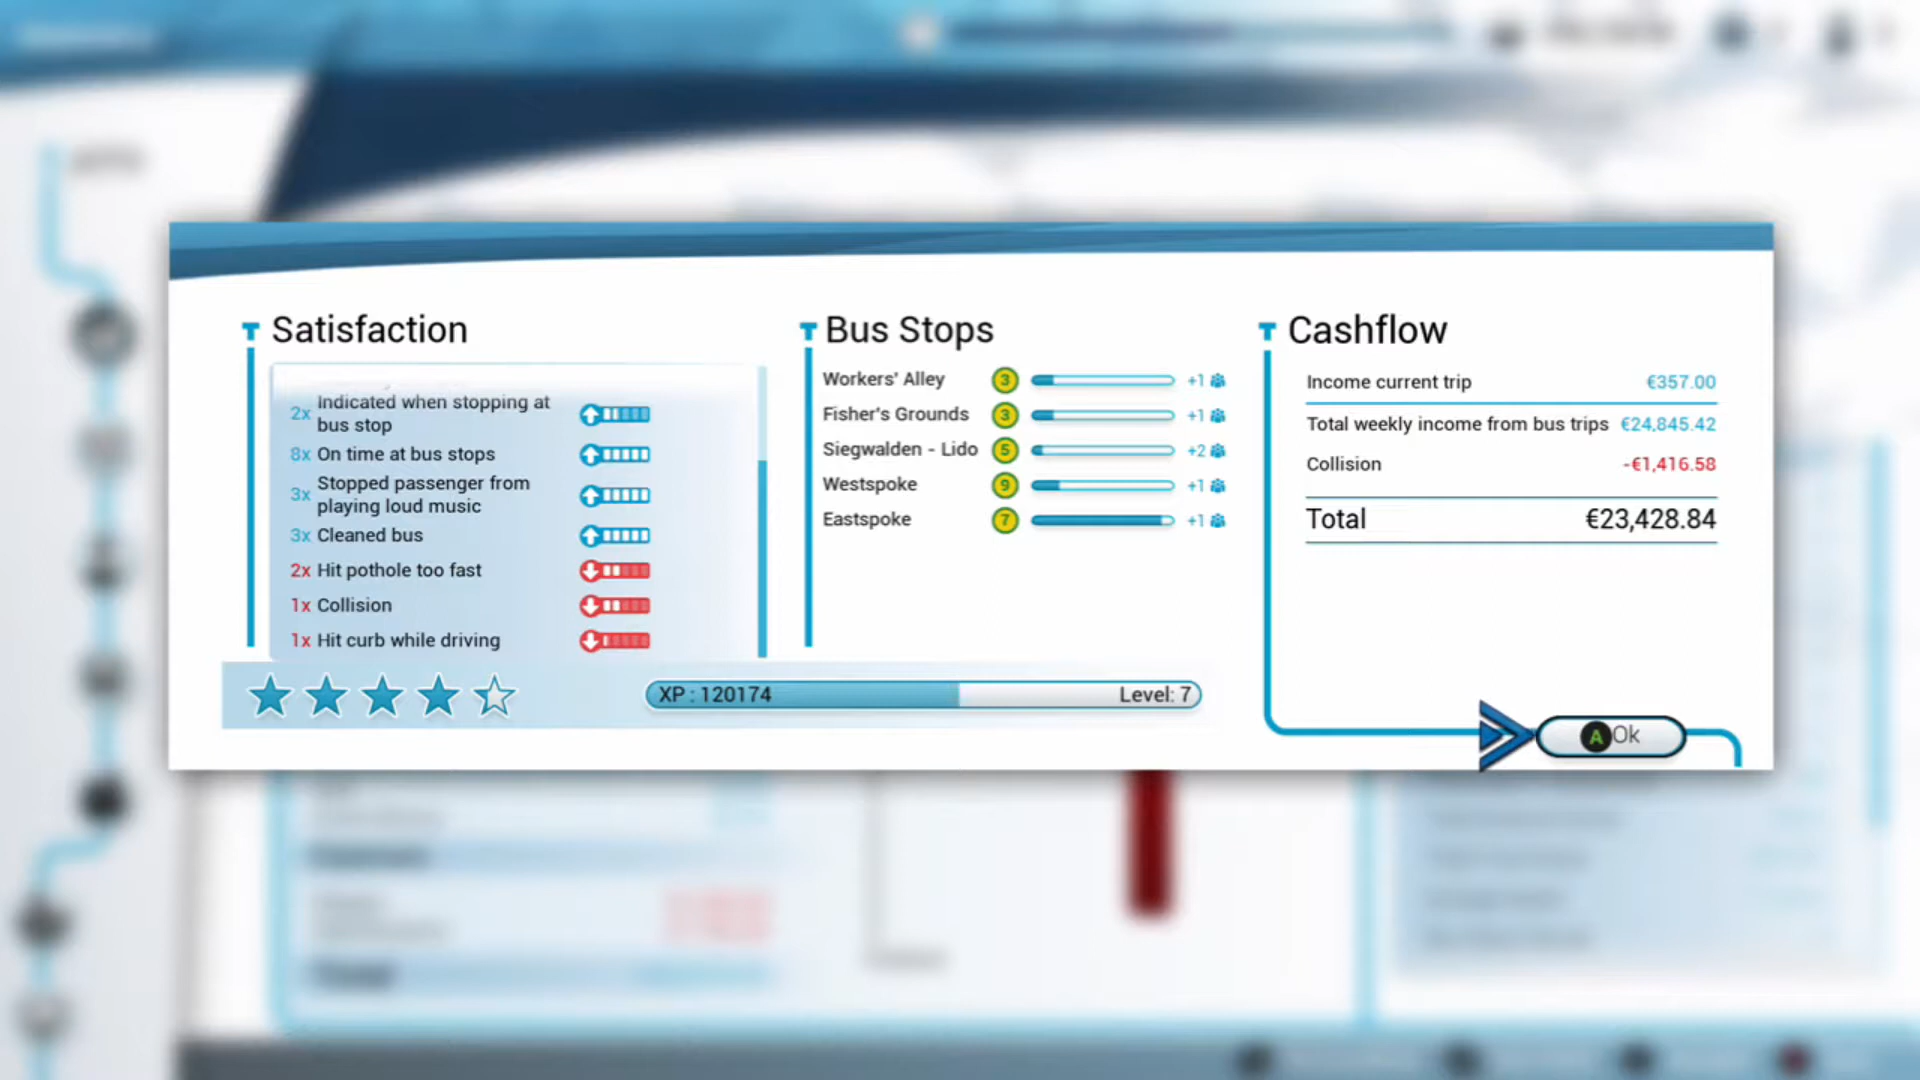 Satisfaction
2x Indicated when stopping at
bus stop
8x On time at bus stops
3x Stopped passenger from
playing loud music
3x Cleaned bus
2x Hit pothole too fast
1x Collision
1x Hit curb while driving
XP : 120174
Level: 7
Bus Stops
Workers' Alley 3 +1
Fisher's Grounds 3 +1
Siegwalden - Lido 5 +2
Westspoke 9 +1
Eastspoke 7 +1
Cashflow
Income current trip €357.00
Total weekly income from bus trips €24,845.42
Collision -€1,416.58
Total €23,428.84
A Ok